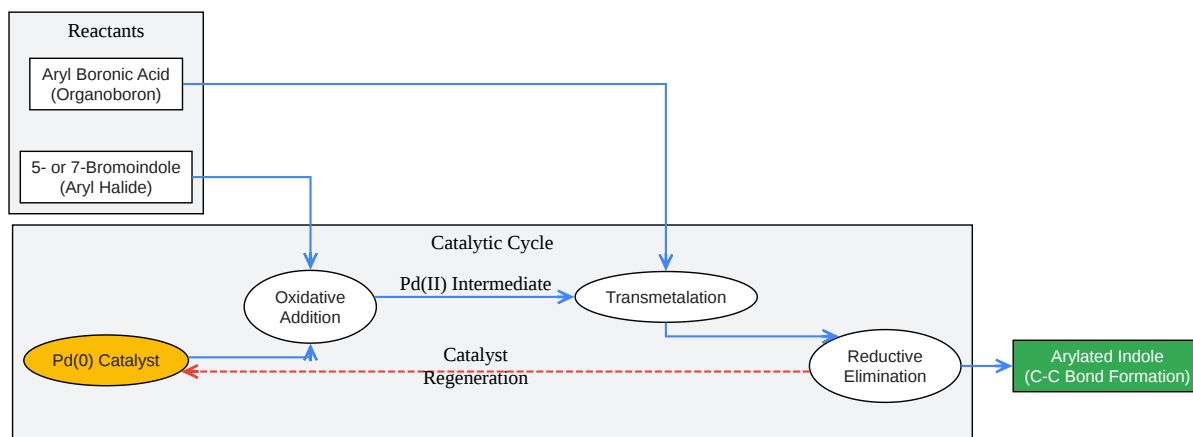 Reactants
Aryl Boronic Acid
(Organoboron)
5- or 7-Bromoindole
(Aryl Halide)
Catalytic Cycle
Oxidative
Addition
Pd(II) Intermediate
Transmetalation
Pd(0) Catalyst
Catalyst
Regeneration
Reductive
Elimination
Arylated Indole
(C-C Bond Formation)